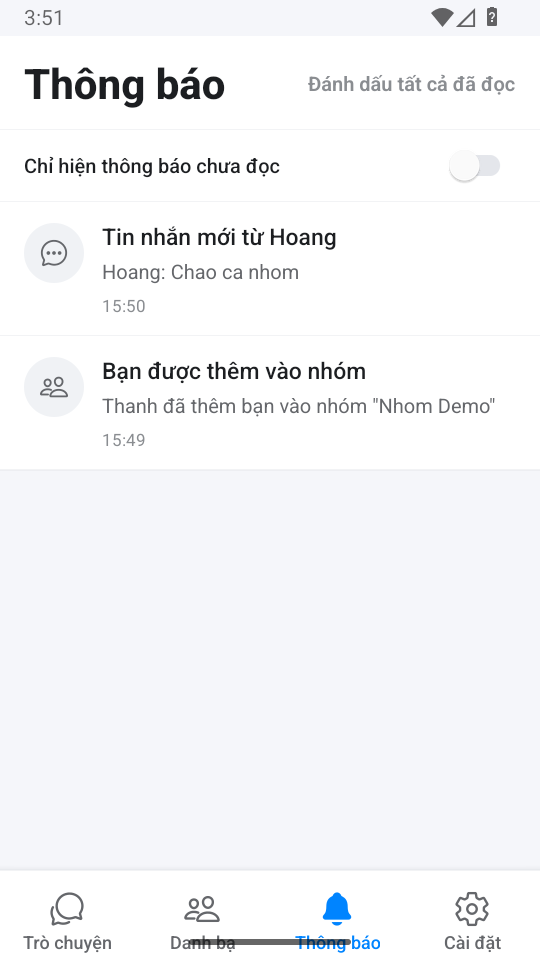 3:51
Thông báo
Đánh dấu tất cả đã đọc
Chỉ hiện thông báo chưa đọc
Tin nhắn mới từ Hoang
Hoang: Chao ca nhom
15:50
Bạn được thêm vào nhóm
Thanh đã thêm bạn vào nhóm "Nhom Demo"
15:49
Trò chuyện
Danh bạ
Thông báo
Cài đặt